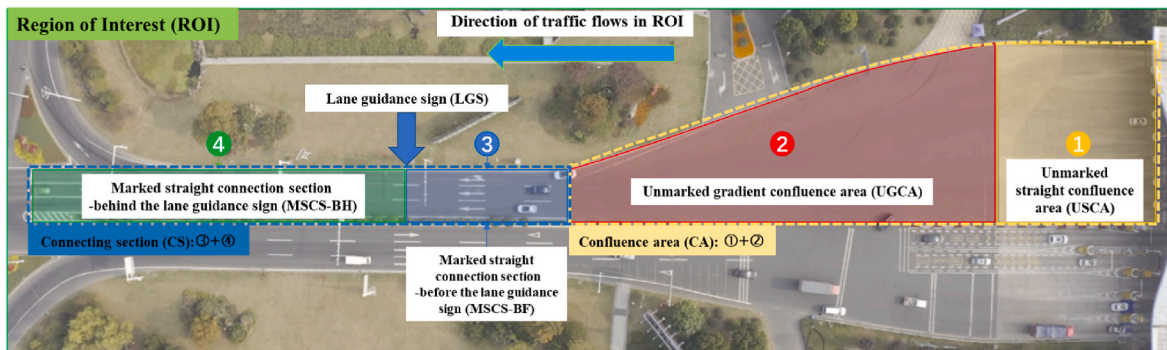 Region of Interest (ROI)
Direction of traffic flows in ROI
Lane guidance sign (LGS)
④
③
②
①
Marked straight connection section
-behind the lane guidance sign (MSCS-BH)
Unmarked gradient confluence area (UGCA)
Unmarked
straight confluence
area (USCA)
Connecting section (CS):③+④
Confluence area (CA): ①+②
Marked straight
connection section
-before the lane guidance
sign (MSCS-BF)